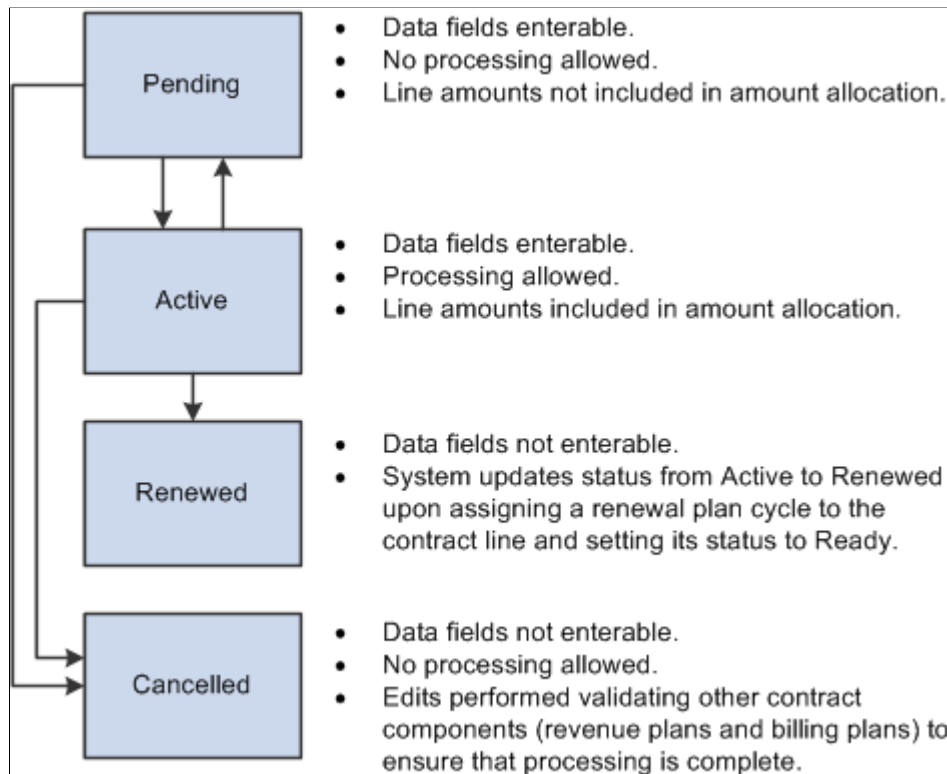 Pending
• Data fields enterable.
• No processing allowed.
• Line amounts not included in amount allocation.
Active
• Data fields enterable.
• Processing allowed.
• Line amounts included in amount allocation.
Renewed
• Data fields not enterable.
• System updates status from Active to Renewed
upon assigning a renewal plan cycle to the
contract line and setting its status to Ready.
Cancelled
• Data fields not enterable.
• No processing allowed.
• Edits performed validating other contract
components (revenue plans and billing plans) to
ensure that processing is complete.